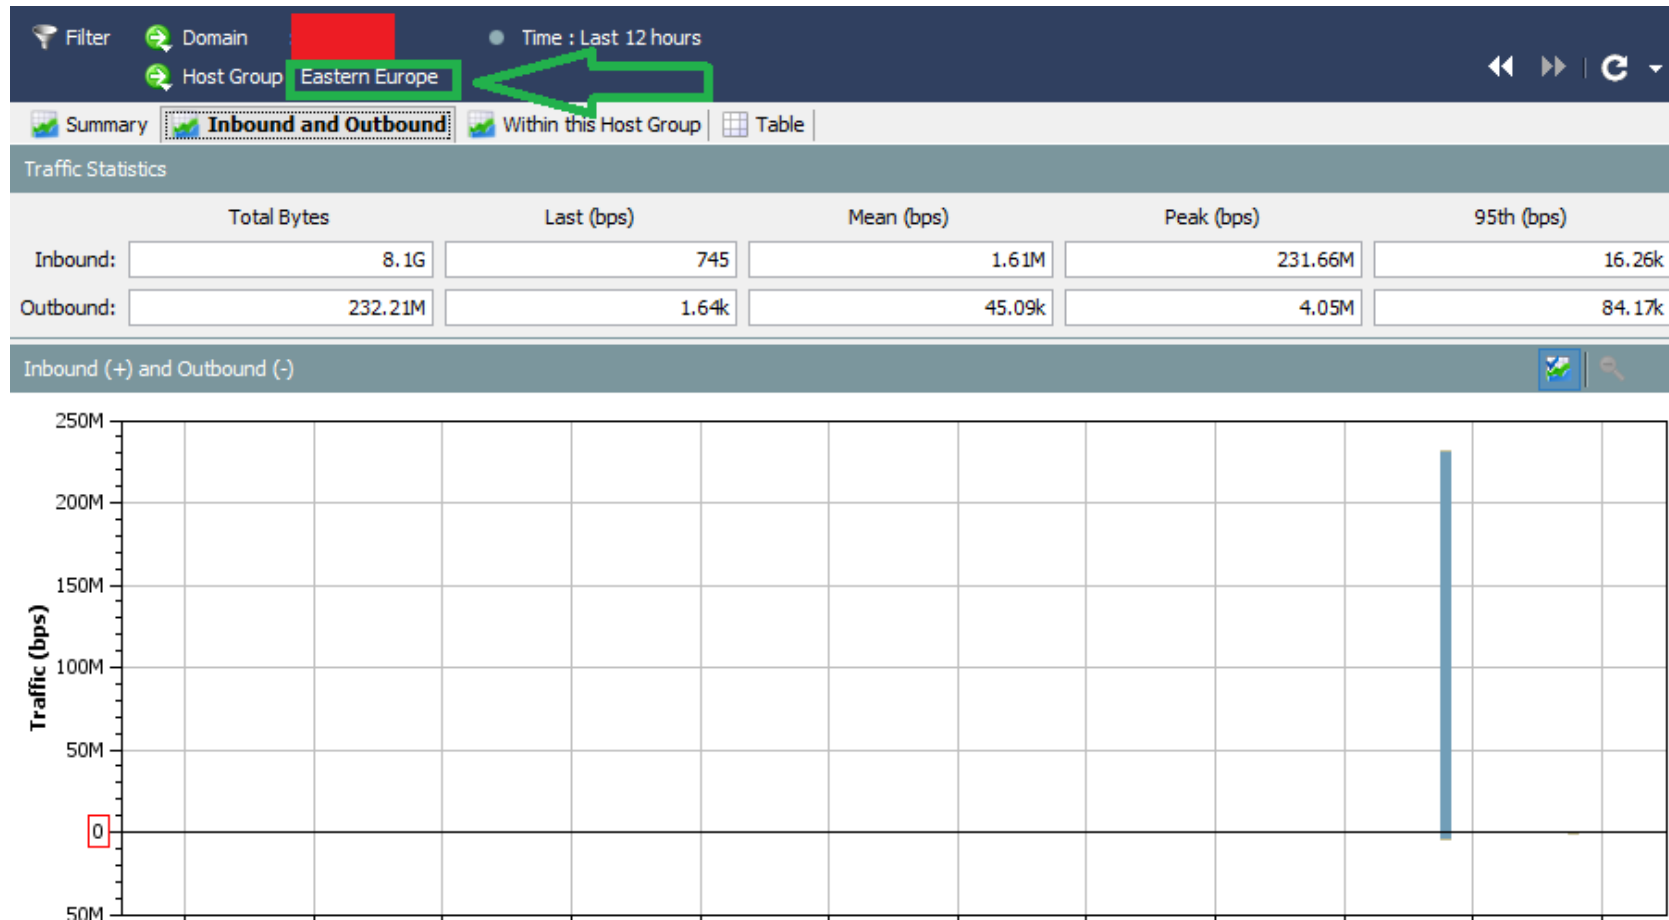 Filter Domain : Time : Last 12 hours
Host Group Eastern Europe
Summary Inbound and Outbound Within this Host Group Table
Traffic Statistics
Total Bytes Last (bps) Mean (bps) Peak (bps) 95th (bps)
Inbound: 8.1G 745 1.61M 231.66M 16.26k
Outbound: 232.21M 1.64k 45.09k 4.05M 84.17k
Inbound (+) and Outbound (-)
250M
200M
150M
100M
50M
0
50M
Traffic (bps)